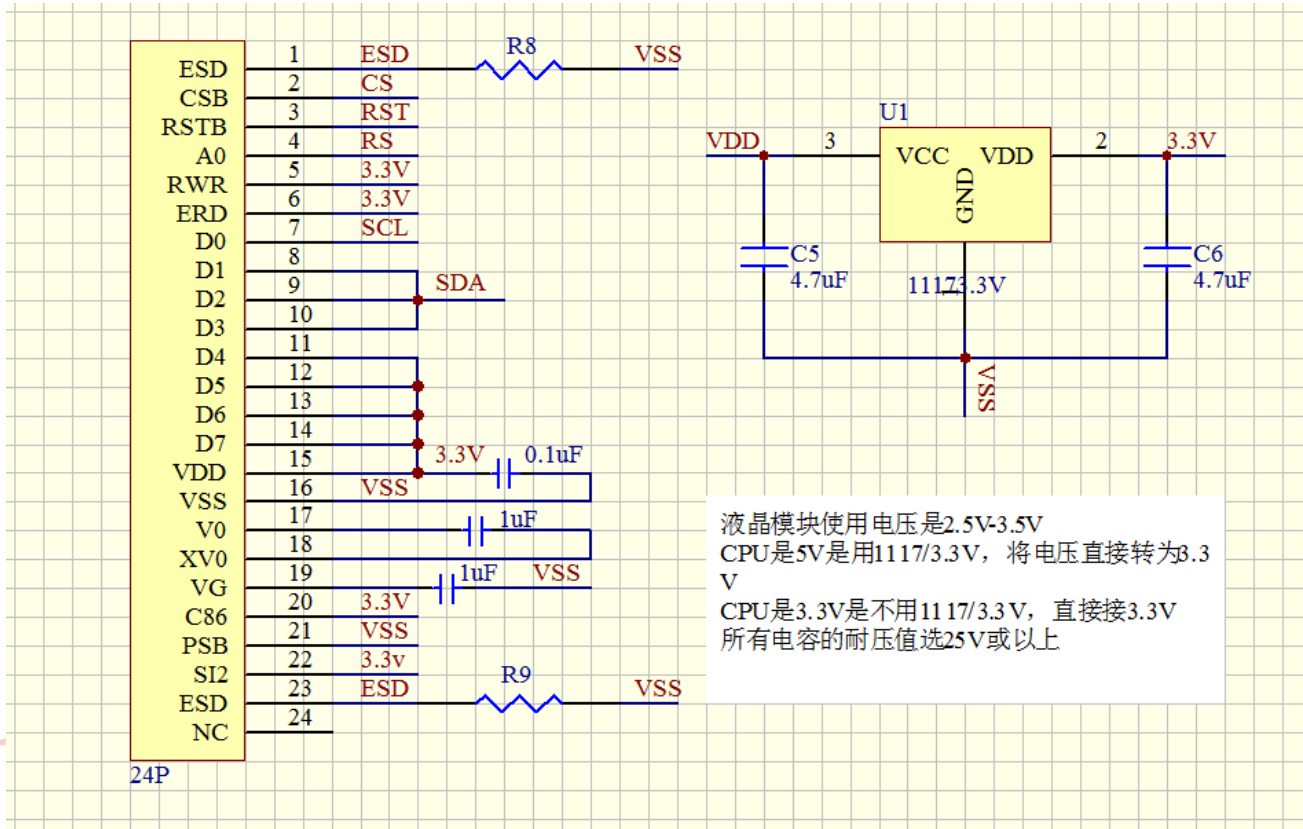 ESD 1 ESD R8 VSS
CSB 2 CS
RSTB 3 RST
A0 4 RS
RWR 5 3.3V
ERD 6 3.3V
D0 7 SCL
D1 8
D2 9 SDA
D3 10
D4 11
D5 12
D6 13
D7 14
VDD 15 3.3V 0.1uF
VSS 16 VSS
V0 17 1uF
XV0 18
VG 19 1uF VSS
C86 20 3.3V
PSB 21 VSS
SI2 22 3.3v
ESD 23 ESD R9 VSS
NC 24
24P
U1
VDD 3 VCC VDD 2 3.3V
GND
C5
4.7uF
1
1117/3.3V
C6
4.7uF
VSS
液晶模块使用电压是2.5V-3.5V
CPU是5V是用1117/3.3V，将电压直接转为3.3
V
CPU是3.3V是不用1117/3.3V，直接接3.3V
所有电容的耐压值选25V或以上